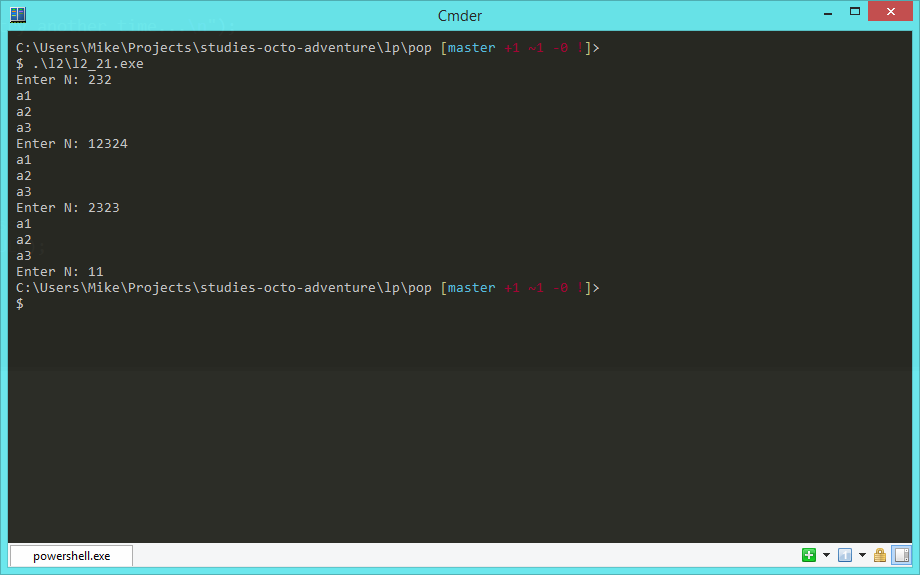 Cmder
C:\Users\Mike\Projects\studies-octo-adventure\lp\pop [master +1 ~1 -0 !]>
$ .\l2\l2_21.exe
Enter N: 232
a1
a2
a3
Enter N: 12324
a1
a2
a3
Enter N: 2323
a1
a2
a3
Enter N: 11
C:\Users\Mike\Projects\studies-octo-adventure\lp\pop [master +1 ~1 -0 !]>
$
powershell.exe